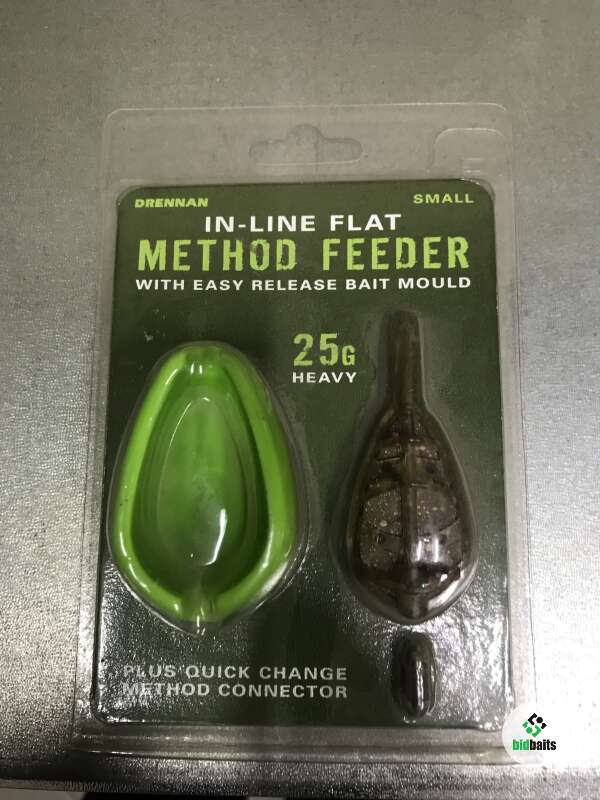 DRENNAN
SMALL
IN-LINE FLAT
METHOD FEEDER
WITH EASY RELEASE BAIT MOULD
25G
HEAVY
PLUS QUICK CHANGE
METHOD CONNECTOR
bidbaits